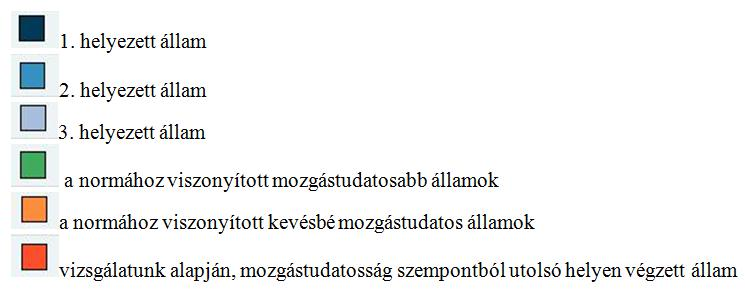 1. helyezett állam
2. helyezett állam
3. helyezett állam
a normához viszonyított mozgástudatosabb államok
a normához viszonyított kevésbé mozgástudatos államok
vizsgálatunk alapján, mozgástudatosság szempontból utolsó helyen végzett állam